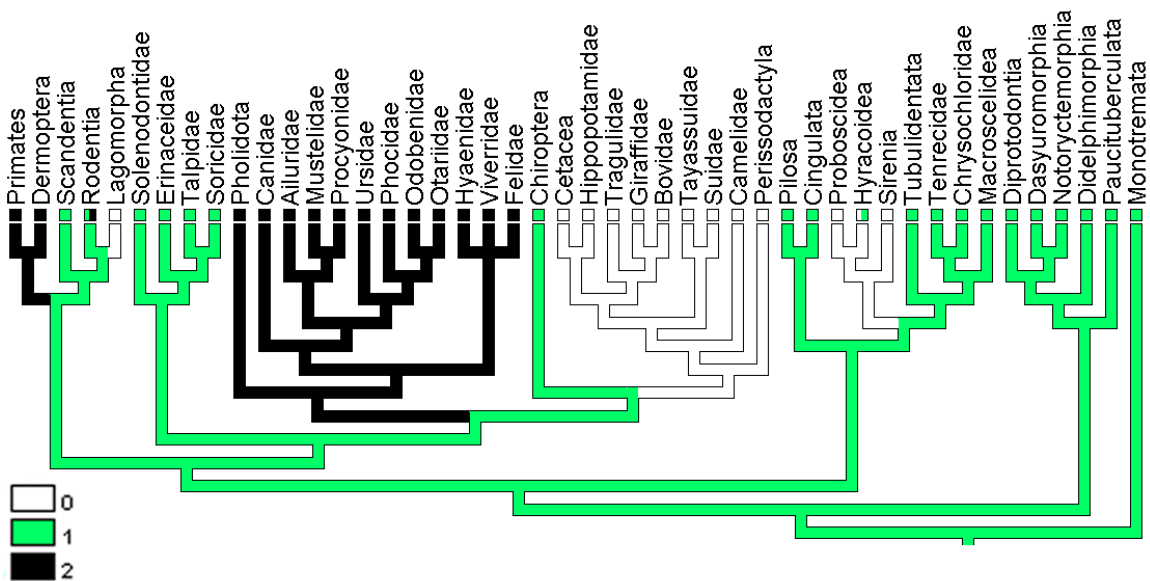 Primates
Dermoptera
Scandentia
Rodentia
Lagomorpha
Solenodontidae
Erinaceidae
Talpidae
Soricidae
Pholidota
Canidae
Ailuridae
Mustelidae
Procyonidae
Ursidae
Phocidae
Odobenidae
Otariidae
Hyaenidae
Viverridae
Felidae
Chiroptera
Cetacea
Hippopotamidae
Tragulidae
Giraffidae
Bovidae
Tayassuidae
Suidae
Camelidae
Perissodactyla
Pilosa
Cingulata
Proboscidea
Hyracoidea
Sirenia
Tubulidentata
Tenrecidae
Chrysochloridae
Macroscelidea
Diprotodontia
Dasyuromorphia
Notoryctemorphia
Didelphimorphia
Paucituberculata
Monotremata
0
1
2